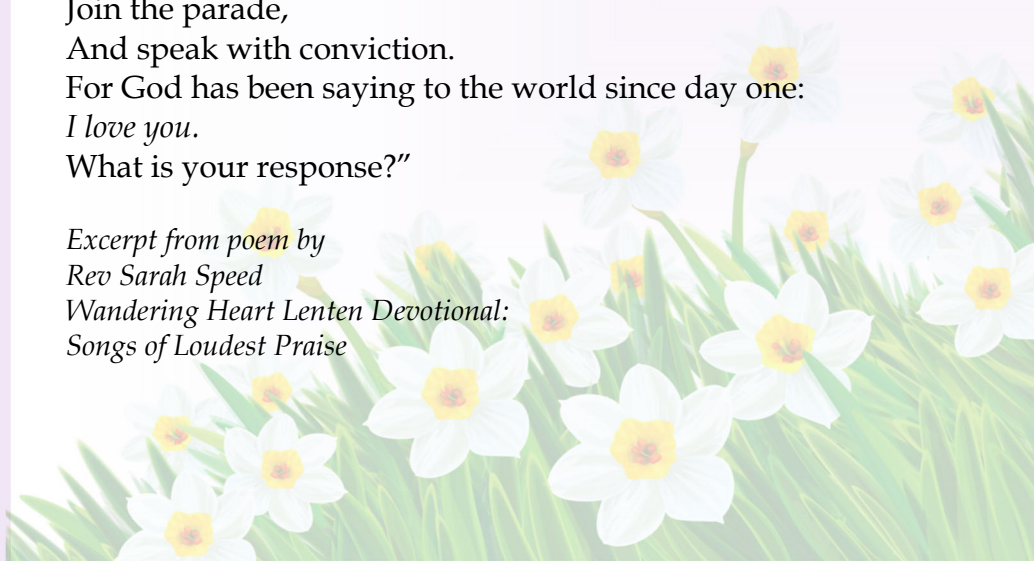 Join the parade,
And speak with conviction.
For God has been saying to the world since day one:
I love you.
What is your response?”
Excerpt from poem by
Rev Sarah Speed
Wandering Heart Lenten Devotional:
Songs of Loudest Praise